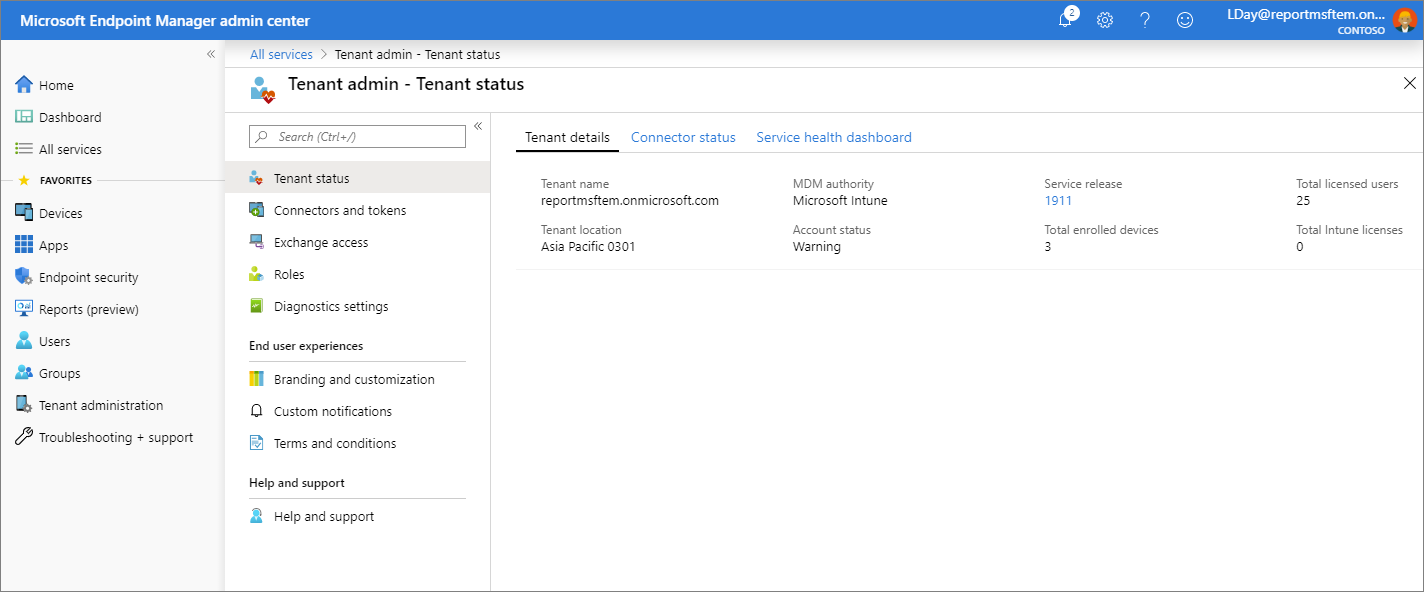 Microsoft Endpoint Manager admin center
2
LDay@reportmsftem.on...
CONTOSO
All services > Tenant admin - Tenant status
Tenant admin - Tenant status
Home
Dashboard
All services
FAVORITES
Devices
Apps
Endpoint security
Reports (preview)
Users
Groups
Tenant administration
Troubleshooting + support
Search (Ctrl+/)
Tenant status
Connectors and tokens
Exchange access
Roles
Diagnostics settings
End user experiences
Branding and customization
Custom notifications
Terms and conditions
Help and support
Help and support
Tenant details Connector status Service health dashboard
Tenant name MDM authority Service release Total licensed users
reportmsftem.onmicrosoft.com Microsoft Intune 1911 25
Tenant location Account status Total enrolled devices Total Intune licenses
Asia Pacific 0301 Warning 3 0